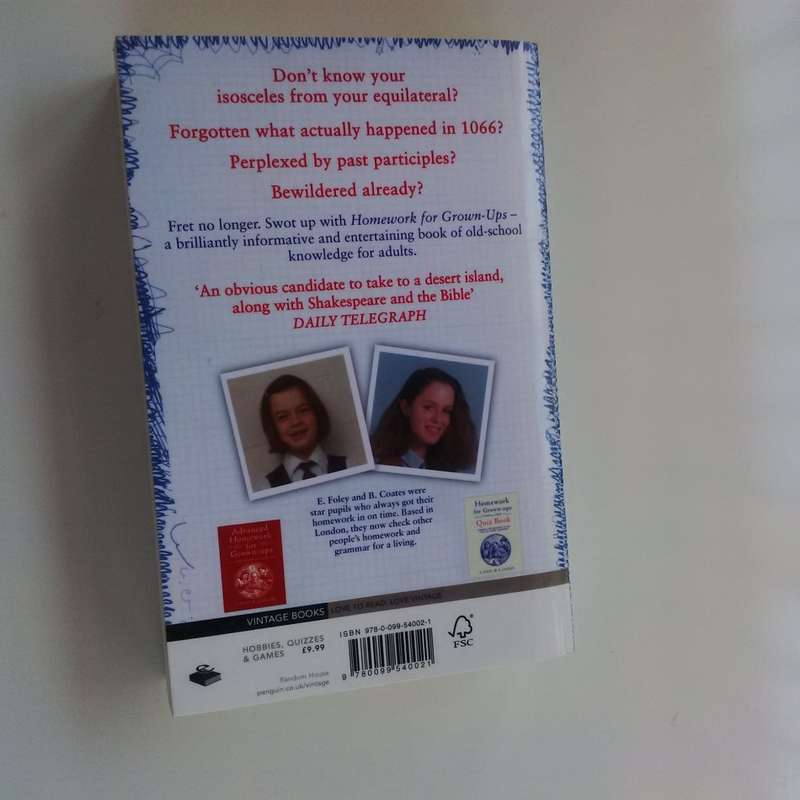 Don't know your
isosceles from your equilateral?
Forgotten what actually happened in 1066?
Perplexed by past participles?
Bewildered already?
Fret no longer. Swot up with Homework for Grown-Ups –
a brilliantly informative and entertaining book of old-school
knowledge for adults.
'An obvious candidate to take to a desert island,
along with Shakespeare and the Bible'
DAILY TELEGRAPH
E. Foley and B. Coates were
star pupils who always got their
homework in on time. Based in
London, they now check other
people's homework and
grammar for a living.
Advanced
Homework
for
Grown-ups
Homework
for Grown-ups
Quiz Book
VINTAGE BOOKS LOVE TO READ. LOVE VINTAGE
HOBBIES, QUIZZES
& GAMES £9.99
Random House
penguin.co.uk/vintage
ISBN 978-0-099-54002-1
9 780099 540021
FSC